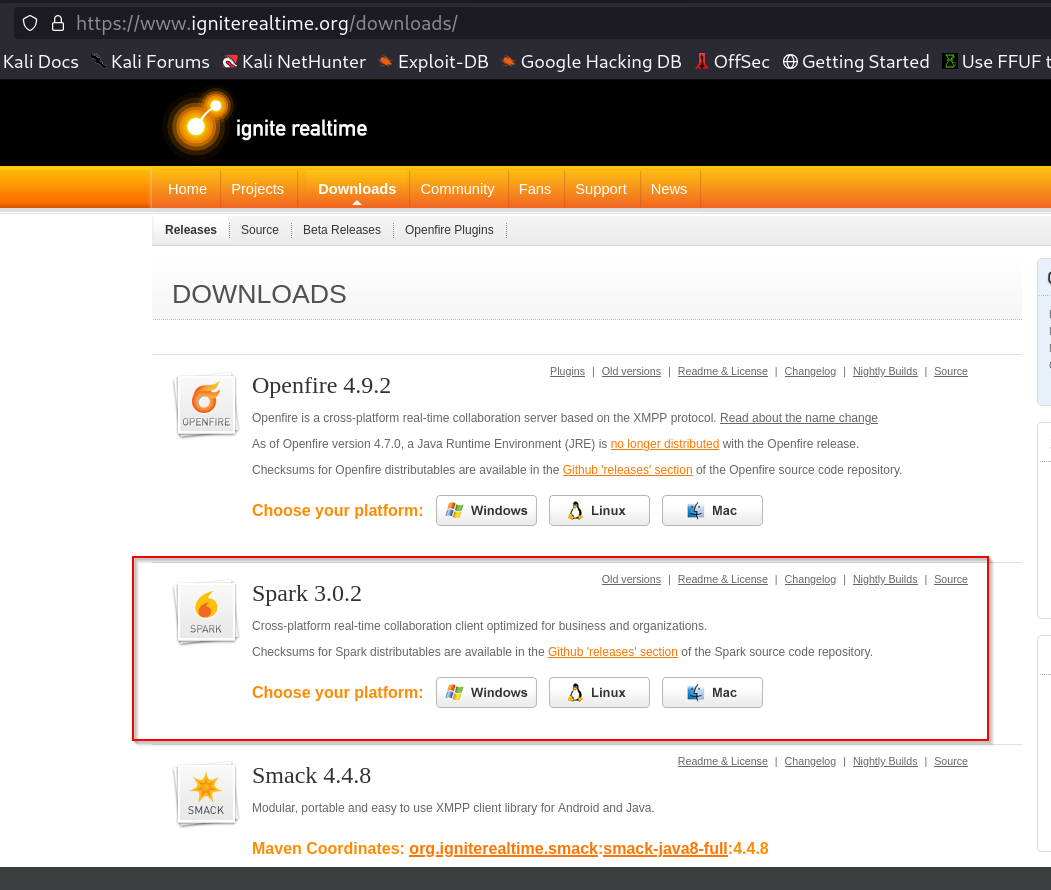 https://www.igniterealtime.org/downloads/
Kali Docs Kali Forums Kali NetHunter Exploit-DB Google Hacking DB OffSec Getting Started Use FFUF t
ignite realtime
Home Projects Downloads Community Fans Support News
Releases Source Beta Releases Openfire Plugins
DOWNLOADS
Plugins | Old versions | Readme & License | Changelog | Nightly Builds | Source
Openfire 4.9.2
OPENFIRE
Openfire is a cross-platform real-time collaboration server based on the XMPP protocol. Read about the name change
As of Openfire version 4.7.0, a Java Runtime Environment (JRE) is no longer distributed with the Openfire release.
Checksums for Openfire distributables are available in the Github 'releases' section of the Openfire source code repository.
Choose your platform: Windows Linux Mac
Old versions | Readme & License | Changelog | Nightly Builds | Source
Spark 3.0.2
SPARK
Cross-platform real-time collaboration client optimized for business and organizations.
Checksums for Spark distributables are available in the Github 'releases' section of the Spark source code repository.
Choose your platform: Windows Linux Mac
Readme & License | Changelog | Nightly Builds | Source
Smack 4.4.8
SMACK
Modular, portable and easy to use XMPP client library for Android and Java.
Maven Coordinates: org.igniterealtime.smack:smack-java8-full:4.4.8